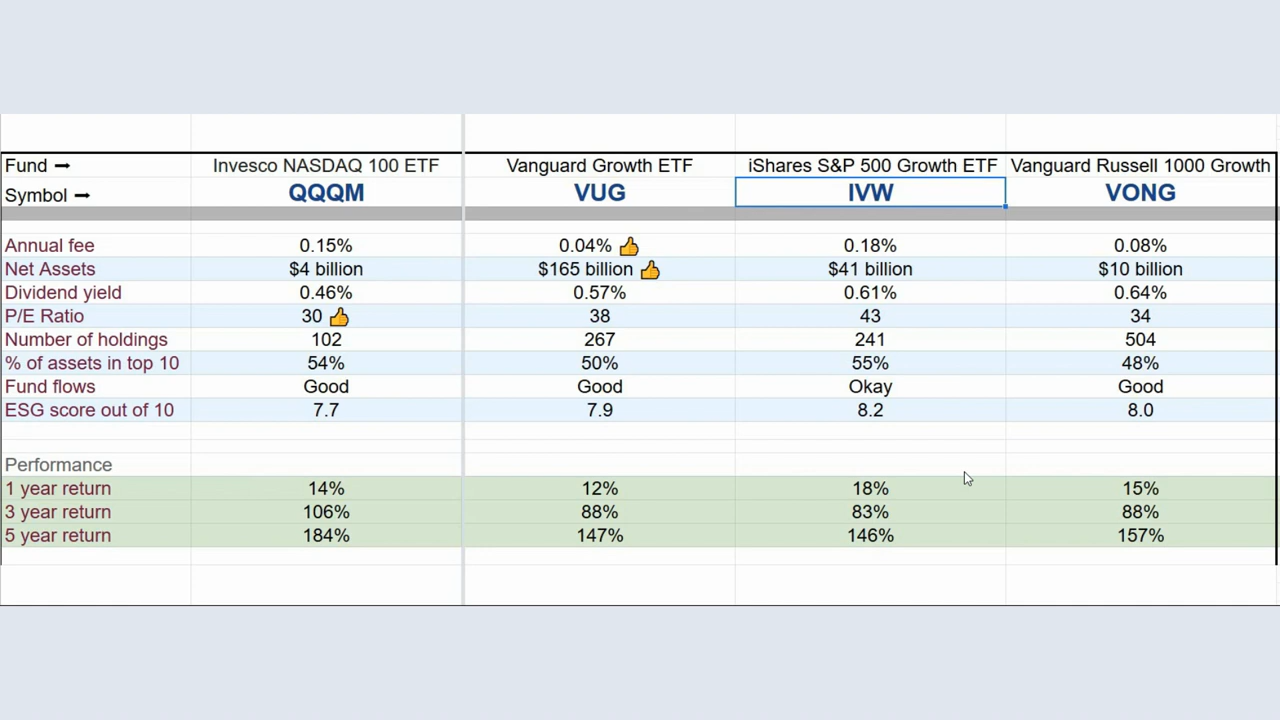 Fund ➞ Invesco NASDAQ 100 ETF Vanguard Growth ETF iShares S&P 500 Growth ETF Vanguard Russell 1000 Growth
Symbol ➞ QQQM VUG IVW VONG
Annual fee 0.15% 0.04% 👍 0.18% 0.08%
Net Assets $4 billion $165 billion 👍 $41 billion $10 billion
Dividend yield 0.46% 0.57% 0.61% 0.64%
P/E Ratio 30 👍 38 43 34
Number of holdings 102 267 241 504
% of assets in top 10 54% 50% 55% 48%
Fund flows Good Good Okay Good
ESG score out of 10 7.7 7.9 8.2 8.0
Performance
1 year return 14% 12% 18% 15%
3 year return 106% 88% 83% 88%
5 year return 184% 147% 146% 157%